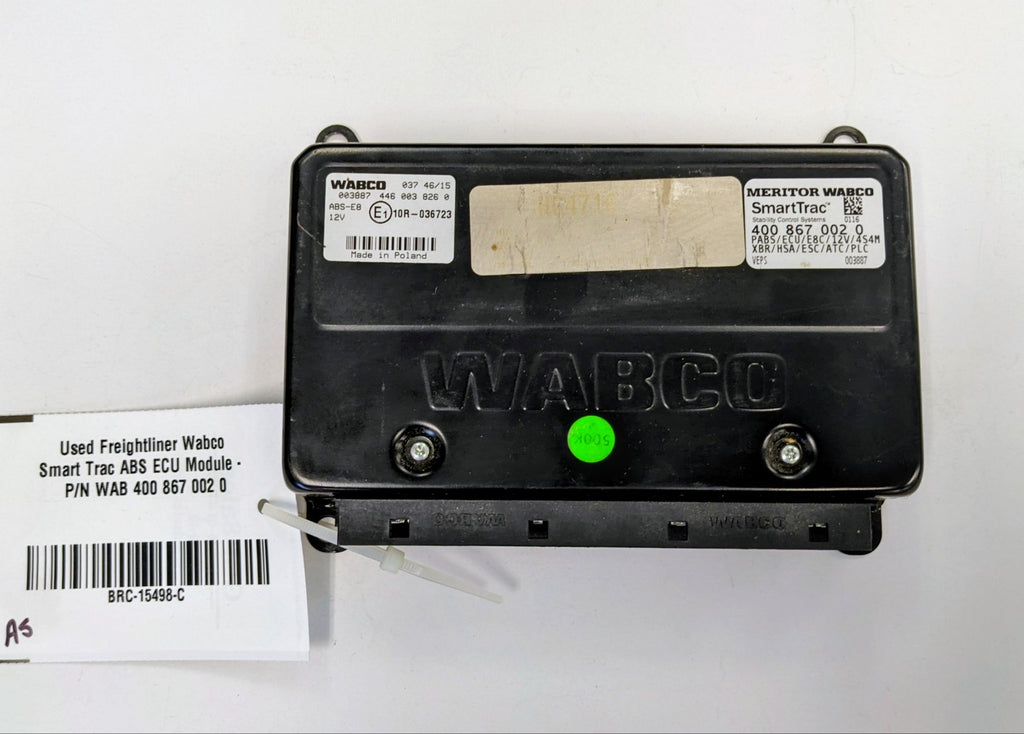 WABCO 037 46/15
003887 446 003 826 0
ABS-E8
12V
E1 10R-036723
Made in Poland
MERITOR WABCO
SmartTrac™
Stability Control Systems 0116
400 867 002 0
PABS/ECU/E8C/12V/4S4M
XBR/HSA/ESC/ATC/PLC
VEPS 003887
WABCO
500K
WABCO
Used Freightliner Wabco
Smart Trac ABS ECU Module -
P/N WAB 400 867 002 0
BRC-15498-C
AS